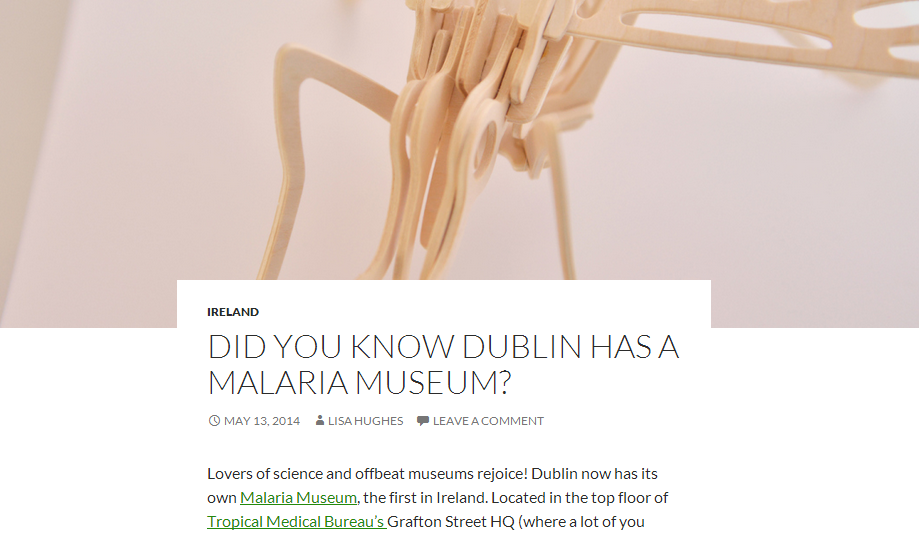 IRELAND
DID YOU KNOW DUBLIN HAS A
MALARIA MUSEUM?
MAY 13, 2014 LISA HUGHES LEAVE A COMMENT
Lovers of science and offbeat museums rejoice! Dublin now has its
own Malaria Museum, the first in Ireland. Located in the top floor of
Tropical Medical Bureau's Grafton Street HQ (where a lot of you